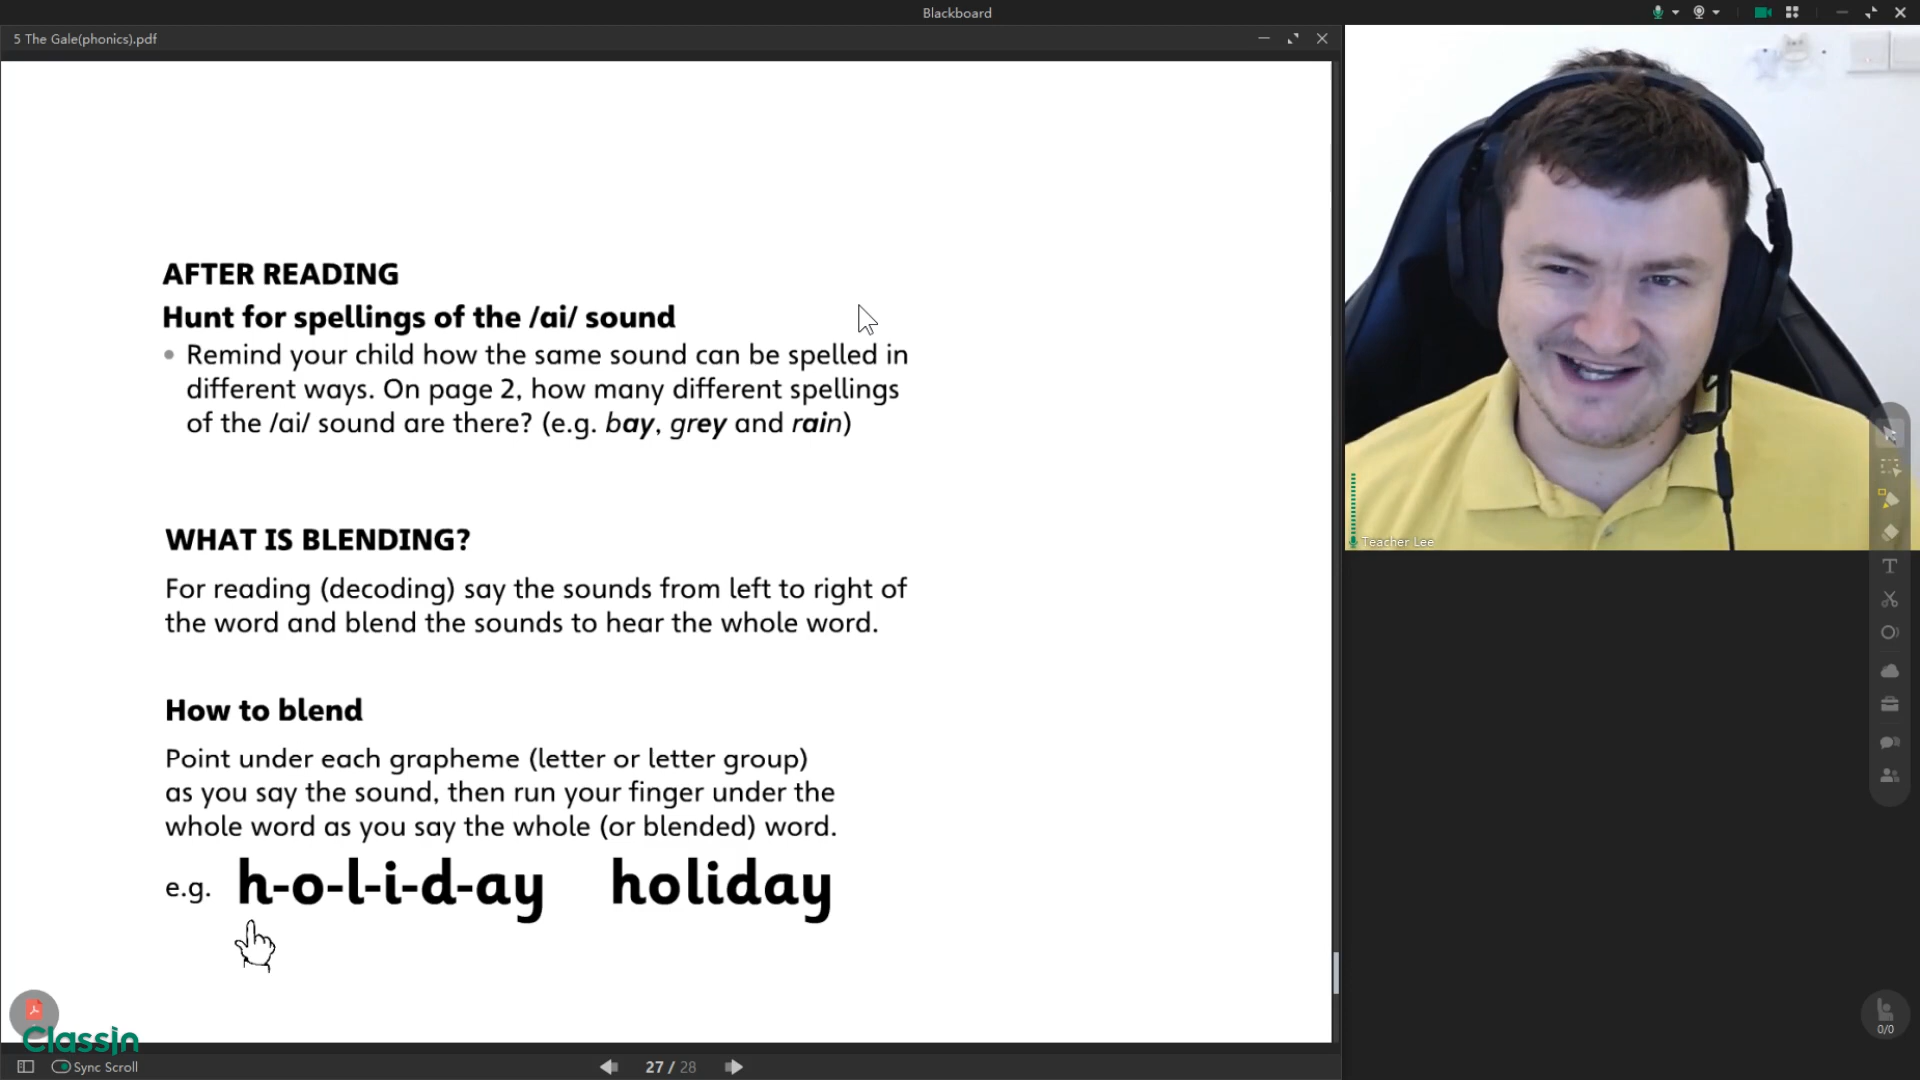 Blackboard
5 The Gale(phonics).pdf
AFTER READING
Hunt for spellings of the /ai/ sound
• Remind your child how the same sound can be spelled in
different ways. On page 2, how many different spellings
of the /ai/ sound are there? (e.g. bay, grey and rain)
WHAT IS BLENDING?
For reading (decoding) say the sounds from left to right of
the word and blend the sounds to hear the whole word.
How to blend
Point under each grapheme (letter or letter group)
as you say the sound, then run your finger under the
whole word as you say the whole (or blended) word.
e.g. h-o-l-i-d-ay holiday
Teacher Lee
ClassIn
Sync Scroll
27 / 28
0/0